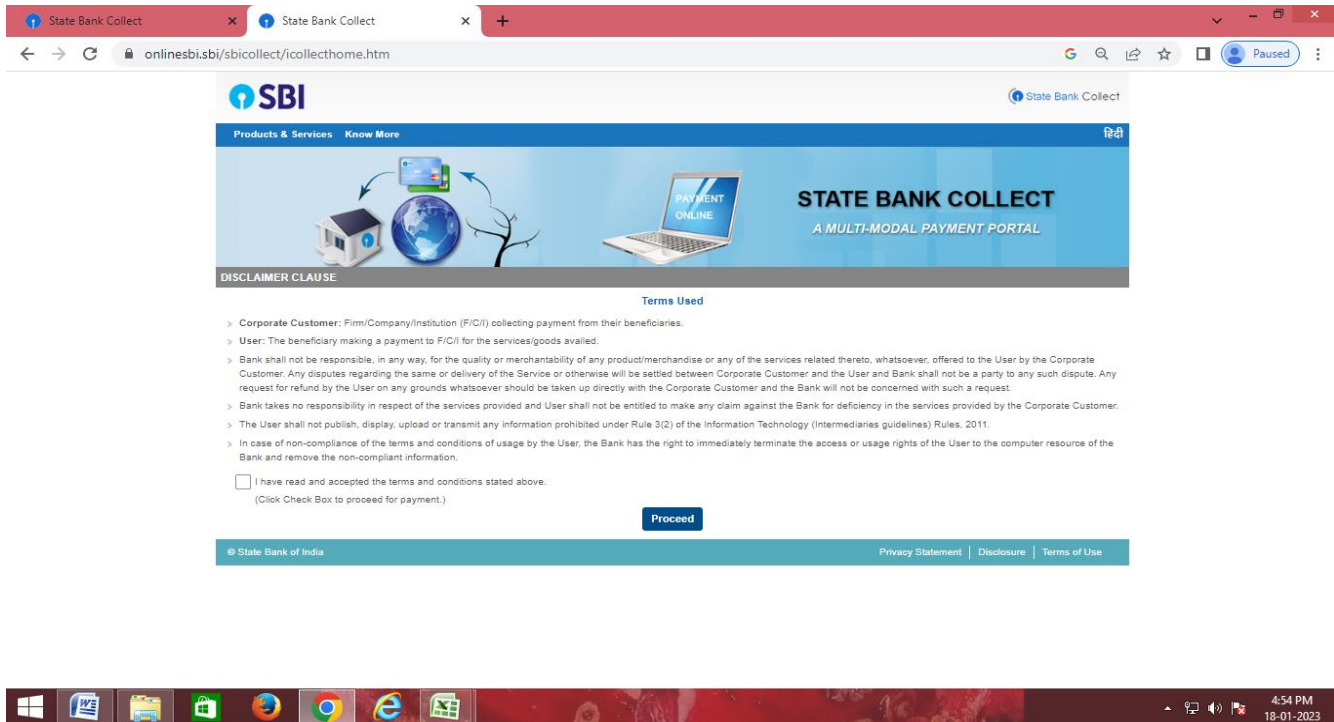 State Bank Collect
State Bank Collect
onlinesbi.sbi/sbicollect/icollecthome.htm
Paused
SBI
State Bank Collect
Products & Services Know More
हिंदी
PAYMENT
ONLINE
STATE BANK COLLECT
A MULTI-MODAL PAYMENT PORTAL
DISCLAIMER CLAUSE
Terms Used
Corporate Customer: Firm/Company/Institution (F/C/I) collecting payment from their beneficiaries.
User: The beneficiary making a payment to F/C/I for the services/goods availed.
Bank shall not be responsible, in any way, for the quality or merchantability of any product/merchandise or any of the services related thereto, whatsoever, offered to the User by the Corporate
Customer. Any disputes regarding the same or delivery of the Service or otherwise will be settled between Corporate Customer and the User and Bank shall not be a party to any such dispute. Any
request for refund by the User on any grounds whatsoever should be taken up directly with the Corporate Customer and the Bank will not be concerned with such a request.
Bank takes no responsibility in respect of the services provided and User shall not be entitled to make any claim against the Bank for deficiency in the services provided by the Corporate Customer.
The User shall not publish, display, upload or transmit any information prohibited under Rule 3(2) of the Information Technology (Intermediaries guidelines) Rules, 2011.
In case of non-compliance of the terms and conditions of usage by the User, the Bank has the right to immediately terminate the access or usage rights of the User to the computer resource of the
Bank and remove the non-compliant information.
I have read and accepted the terms and conditions stated above.
(Click Check Box to proceed for payment.)
Proceed
© State Bank of India
Privacy Statement | Disclosure | Terms of Use
4:54 PM
18-01-2023